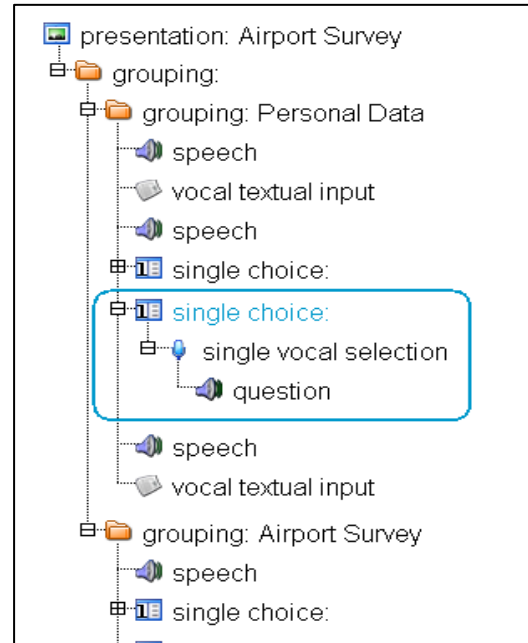 presentation: Airport Survey
grouping:
grouping: Personal Data
speech
vocal textual input
speech
single choice:
single choice:
single vocal selection
question
speech
vocal textual input
grouping: Airport Survey
speech
single choice: